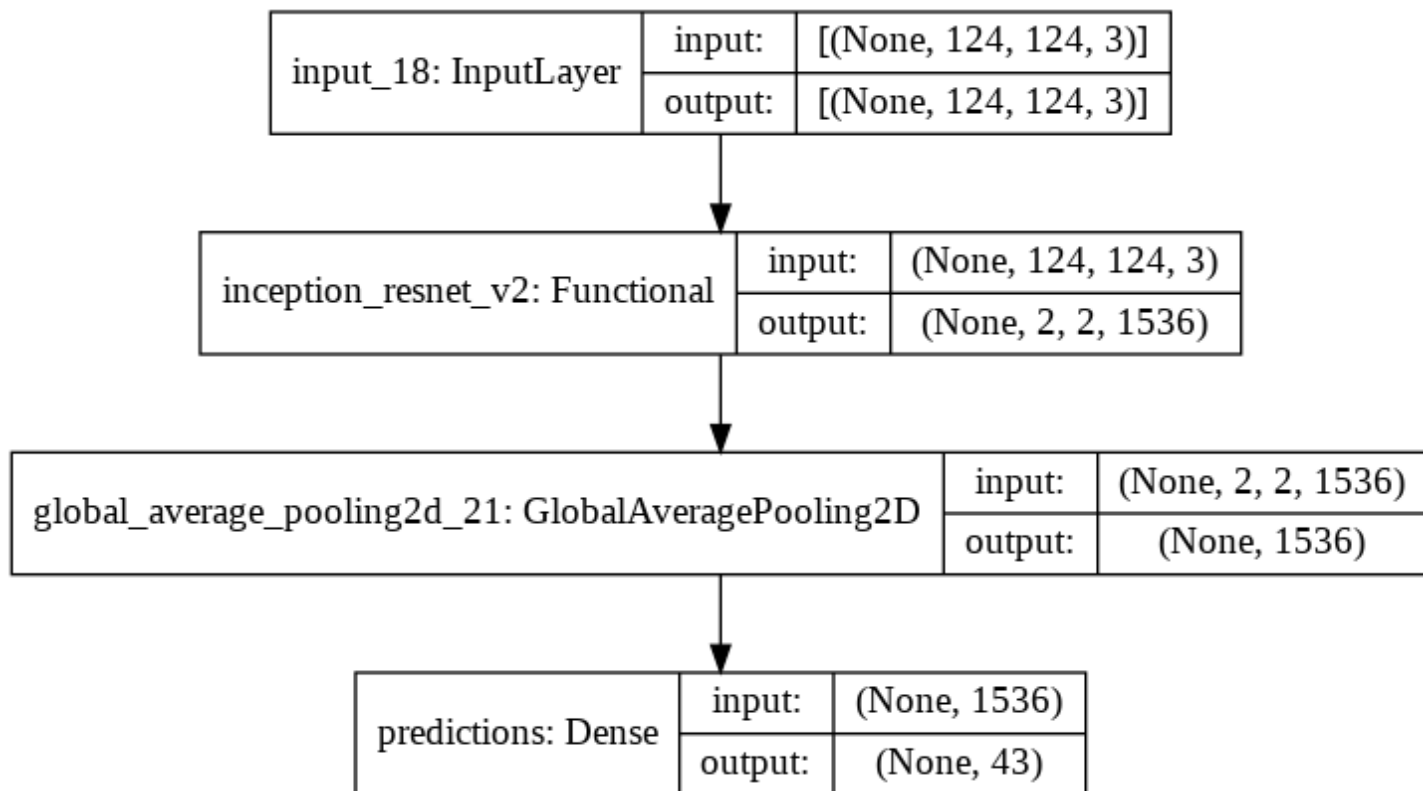 input_18: InputLayer
input:
[(None, 124, 124, 3)]
output:
[(None, 124, 124, 3)]
inception_resnet_v2: Functional
input:
(None, 124, 124, 3)
output:
(None, 2, 2, 1536)
global_average_pooling2d_21: GlobalAveragePooling2D
input:
(None, 2, 2, 1536)
output:
(None, 1536)
predictions: Dense
input:
(None, 1536)
output:
(None, 43)